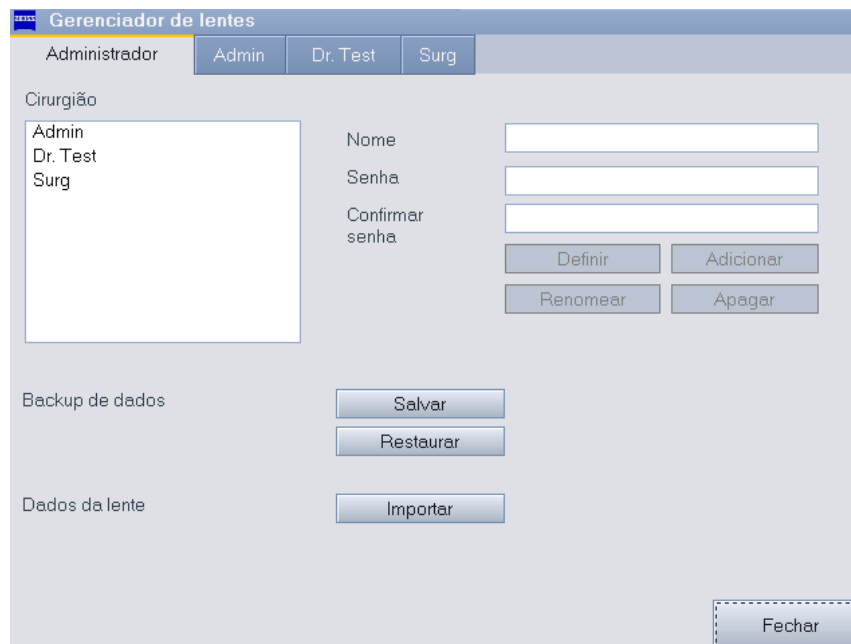 ZEISS Gerenciador de lentes
Administrador Admin Dr. Test Surg
Cirurgião
Admin
Dr. Test
Surg
Nome
Senha
Confirmar
senha
Definir Adicionar
Renomear Apagar
Backup de dados Salvar
Restaurar
Dados da lente Importar
Fechar